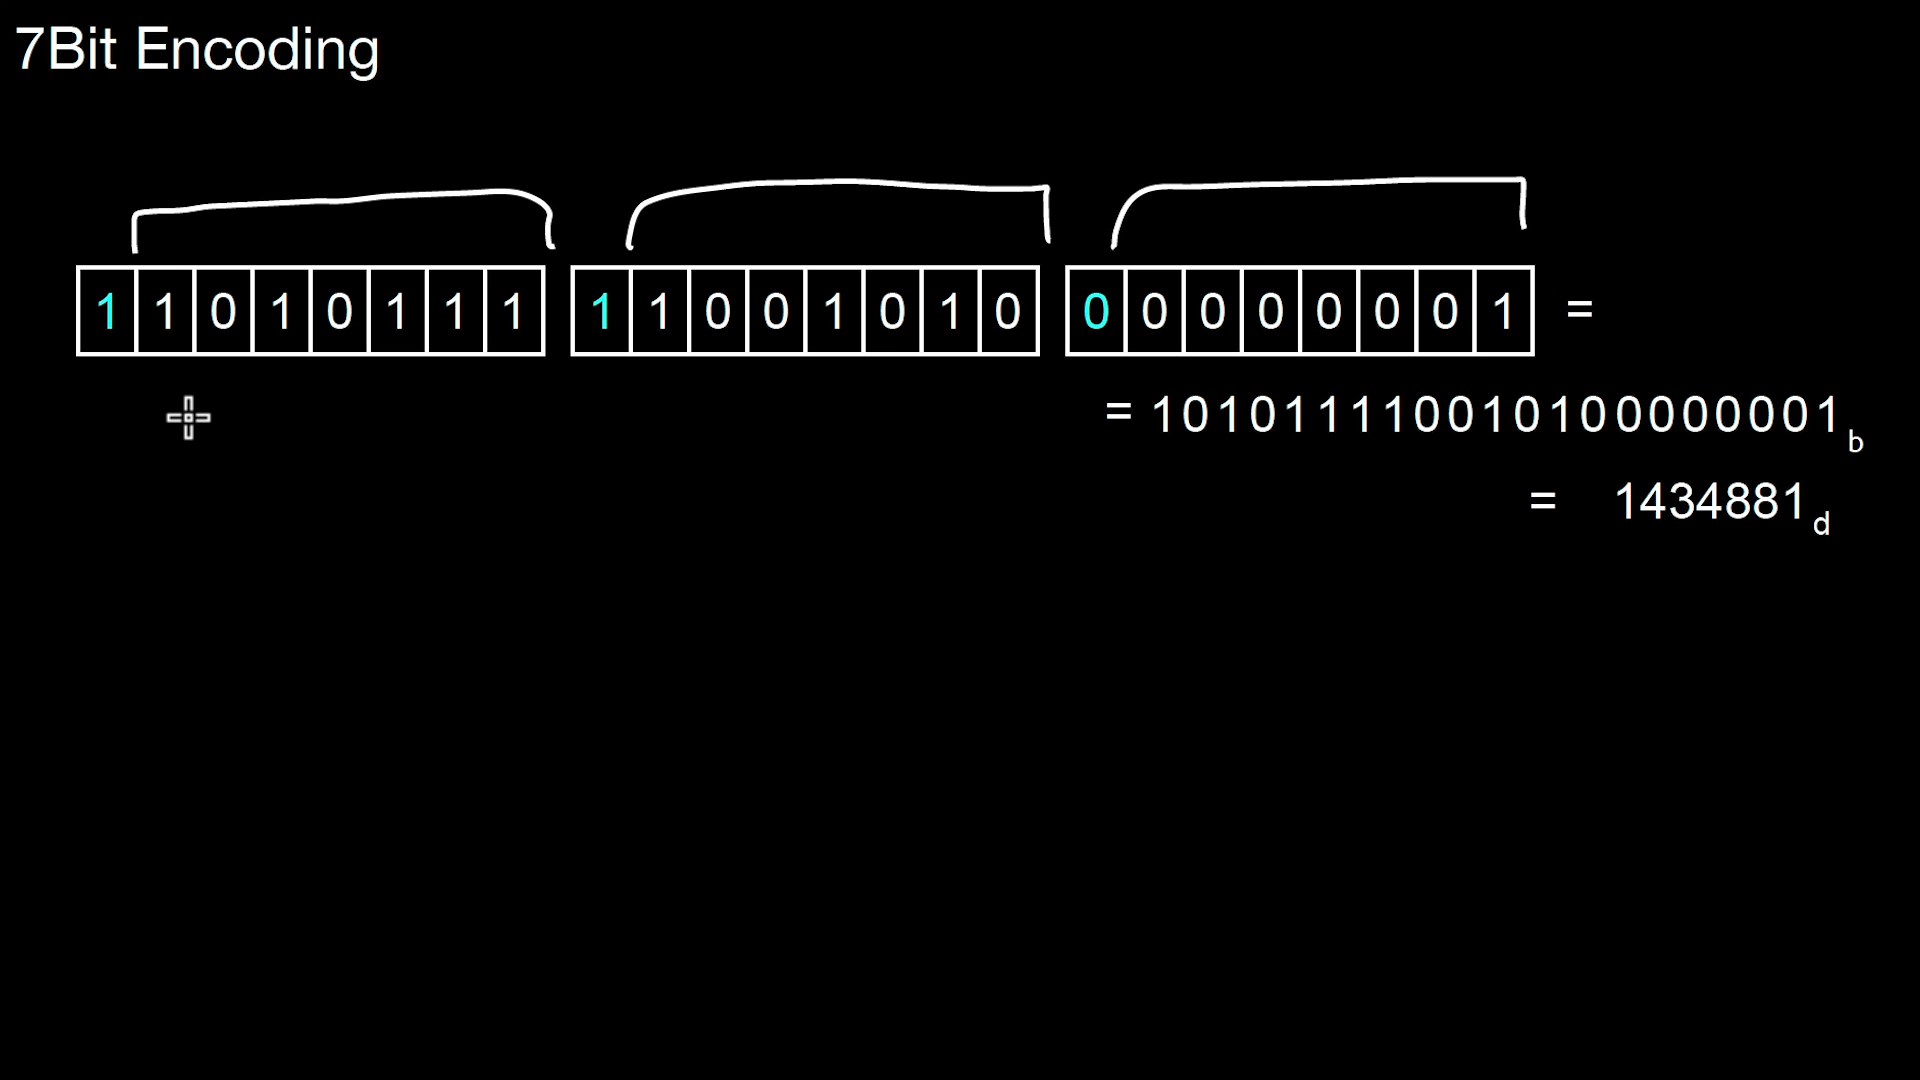 7Bit Encoding
1 1 0 1 0 1 1 1 1 1 0 0 1 0 1 0 0 0 0 0 0 0 0 1 =
= 101011110010100000001b
= 1434881d